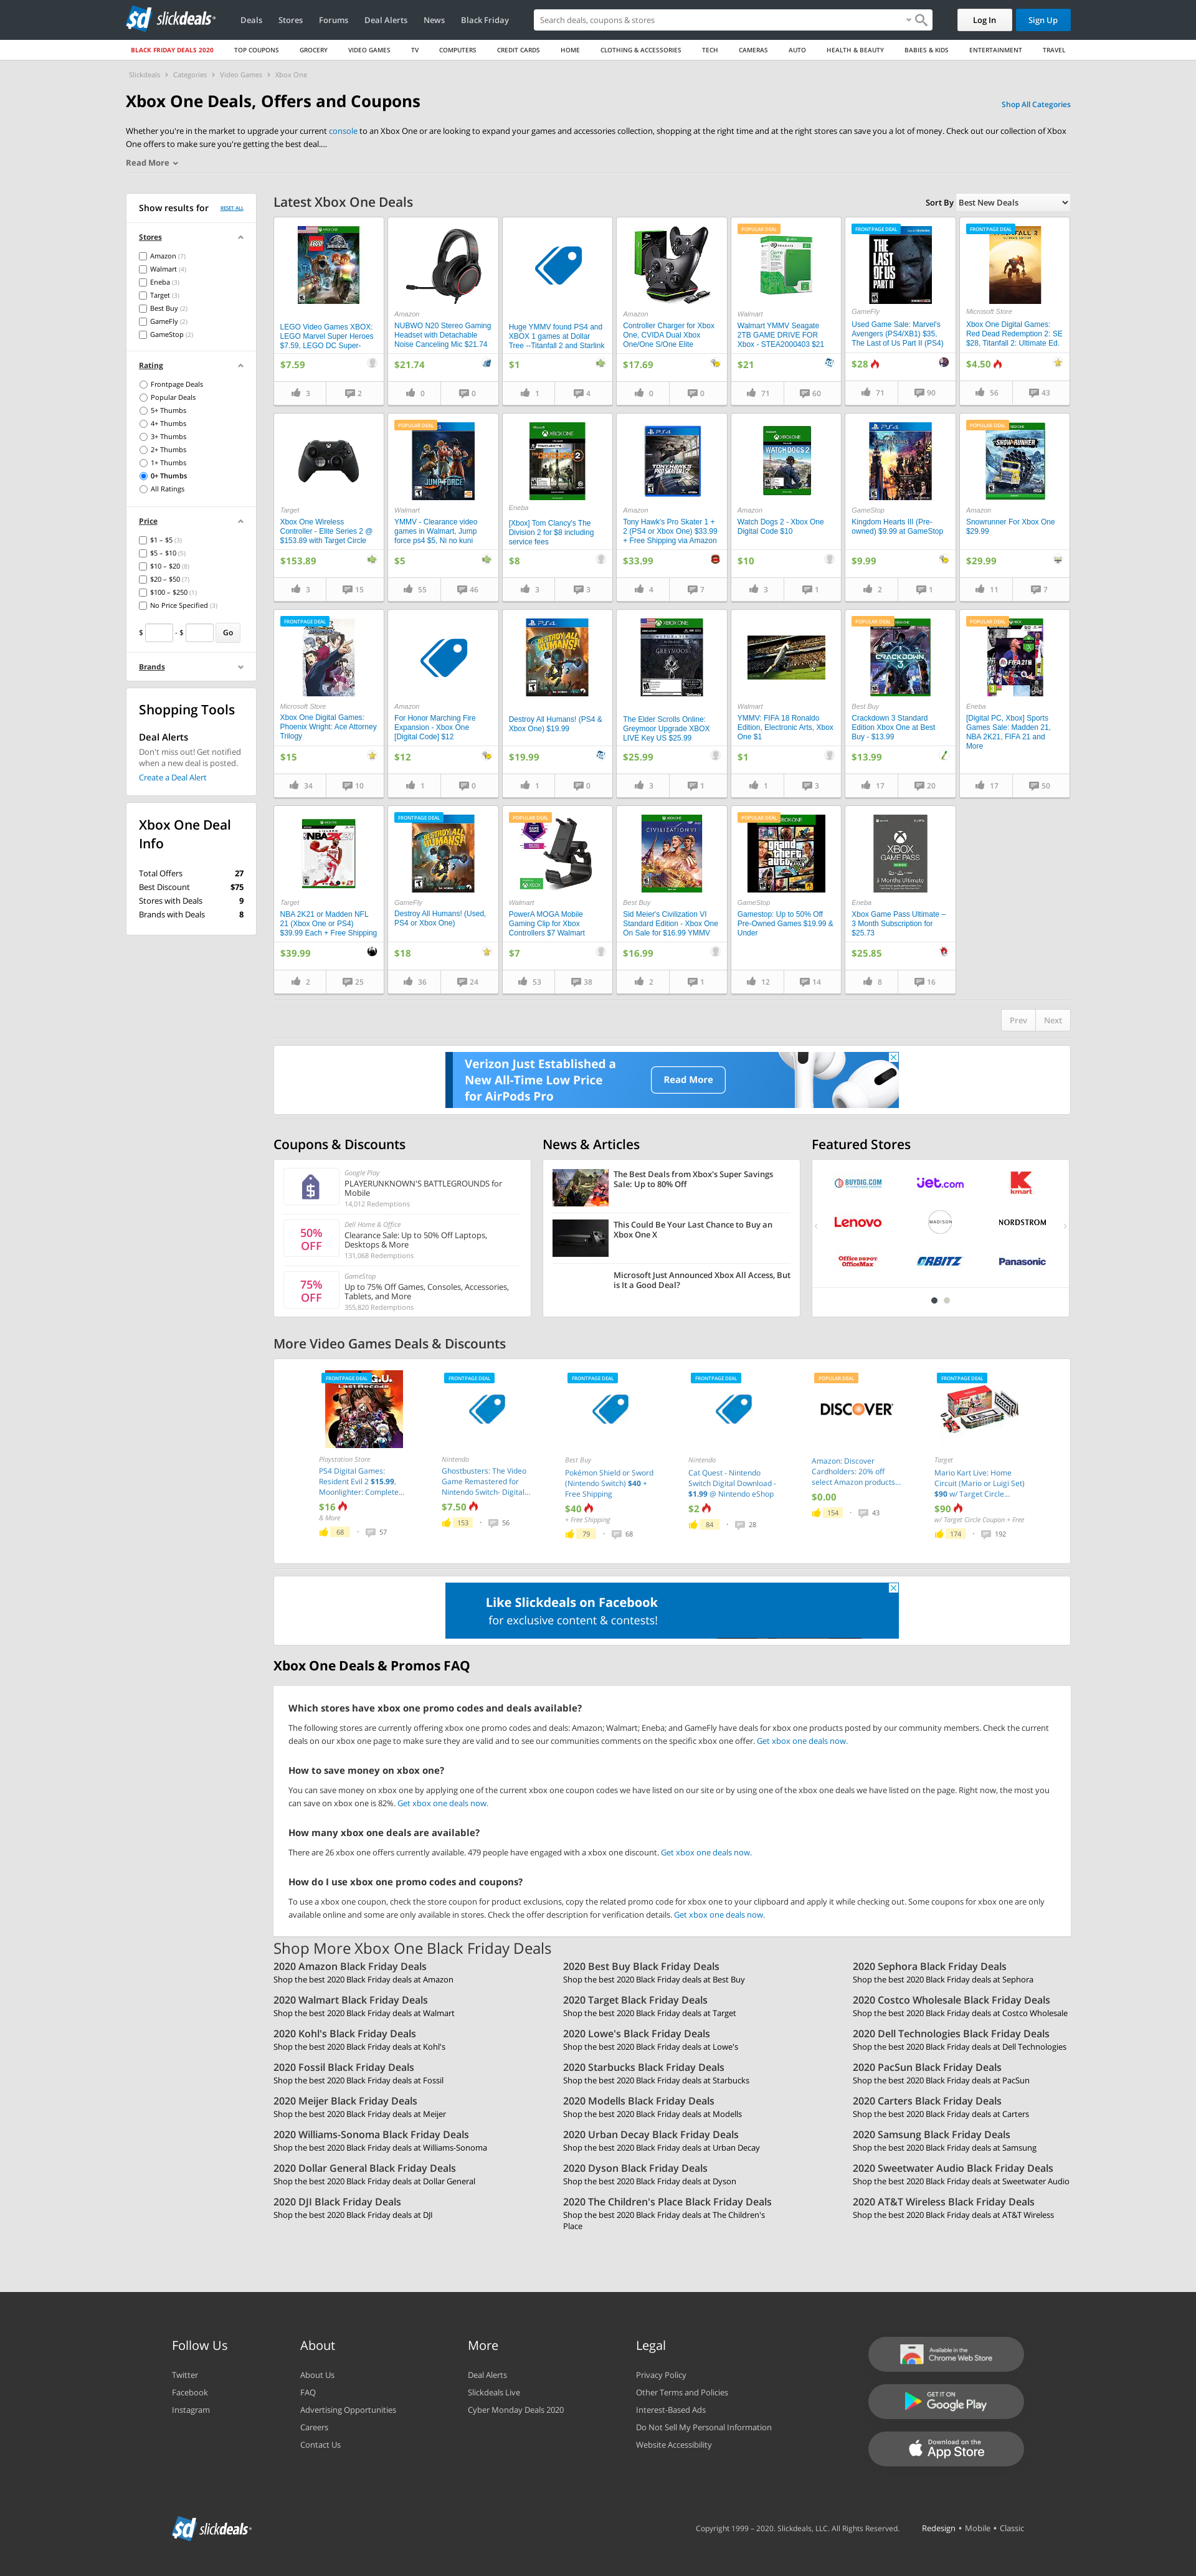 slickdeals
Deals Stores Forums Deal Alerts News Black Friday
Search deals, coupons & stores
Log In
Sign Up
BLACK FRIDAY DEALS 2020 TOP COUPONS GROCERY VIDEO GAMES TV COMPUTERS CREDIT CARDS HOME CLOTHING & ACCESSORIES TECH CAMERAS AUTO HEALTH & BEAUTY BABIES & KIDS ENTERTAINMENT TRAVEL
Slickdeals Categories Video Games Xbox One
Xbox One Deals, Offers and Coupons
Shop All Categories
Whether you're in the market to upgrade your current console to an Xbox One or are looking to expand your games and accessories collection, shopping at the right time and at the right stores can save you a lot of money. Check out our collection of Xbox
One offers to make sure you're getting the best deal....
Read More
Show results for RESET ALL
Stores
Amazon (7)
Walmart (4)
Eneba (3)
Target (3)
Best Buy (2)
GameFly (2)
GameStop (2)
Rating
Frontpage Deals
Popular Deals
5+ Thumbs
4+ Thumbs
3+ Thumbs
2+ Thumbs
1+ Thumbs
0+ Thumbs
All Ratings
Price
$1 – $5 (3)
$5 – $10 (5)
$10 – $20 (8)
$20 – $50 (7)
$100 – $250 (1)
No Price Specified (3)
$ - $ Go
Brands
Shopping Tools
Deal Alerts
Don't miss out! Get notified
when a new deal is posted.
Create a Deal Alert
Xbox One Deal
Info
Total Offers 27
Best Discount $75
Stores with Deals 9
Brands with Deals 8
Latest Xbox One Deals
Sort By Best New Deals
LEGO Video Games XBOX:
LEGO Marvel Super Heroes
$7.59, LEGO DC Super-
$7.59
3 2
Amazon
NUBWO N20 Stereo Gaming
Headset with Detachable
Noise Canceling Mic $21.74
$21.74
0 0
Huge YMMV found PS4 and
XBOX 1 games at Dollar
Tree --Titanfall 2 and Starlink
$1
1 4
Amazon
Controller Charger for Xbox
One, CVIDA Dual Xbox
One/One S/One Elite
$17.69
0 0
POPULAR DEAL
Walmart
Walmart YMMV Seagate
2TB GAME DRIVE FOR
Xbox - STEA2000403 $21
$21
71 60
FRONTPAGE DEAL
THE LAST OF US PART II
GameFly
Used Game Sale: Marvel's
Avengers (PS4/XB1) $35,
The Last of Us Part II (PS4)
$28
71 90
FRONTPAGE DEAL
Microsoft Store
Xbox One Digital Games:
Red Dead Redemption 2: SE
$28, Titanfall 2: Ultimate Ed.
$4.50
56 43
Target
Xbox One Wireless
Controller - Elite Series 2 @
$153.89 with Target Circle
$153.89
3 15
POPULAR DEAL
JUMP FORCE
Walmart
YMMV - Clearance video
games in Walmart, Jump
force ps4 $5, Ni no kuni
$5
55 46
Eneba
[Xbox] Tom Clancy's The
Division 2 for $8 including
service fees
$8
3 3
Amazon
Tony Hawk's Pro Skater 1 +
2 (PS4 or Xbox One) $33.99
+ Free Shipping via Amazon
$33.99
4 7
WATCH DOGS 2
Amazon
Watch Dogs 2 - Xbox One
Digital Code $10
$10
3 1
GameStop
Kingdom Hearts III (Pre-
owned) $9.99 at GameStop
$9.99
2 1
POPULAR DEAL
Amazon
Snowrunner For Xbox One
$29.99
$29.99
11 7
FRONTPAGE DEAL
Microsoft Store
Xbox One Digital Games:
Phoenix Wright: Ace Attorney
Trilogy
$15
34 10
Amazon
For Honor Marching Fire
Expansion - Xbox One
[Digital Code] $12
$12
1 0
Destroy All Humans! (PS4 &
Xbox One) $19.99
$19.99
1 0
The Elder Scrolls Online:
Greymoor Upgrade XBOX
LIVE Key US $25.99
$25.99
3 1
Walmart
YMMV: FIFA 18 Ronaldo
Edition, Electronic Arts, Xbox
One $1
$1
1 3
POPULAR DEAL
CRACKDOWN 3
Best Buy
Crackdown 3 Standard
Edition Xbox One at Best
Buy - $13.99
$13.99
17 20
POPULAR DEAL
Eneba
[Digital PC, Xbox] Sports
Games Sale: Madden 21,
NBA 2K21, FIFA 21 and
More
17 50
NBA 2K21
Target
NBA 2K21 or Madden NFL
21 (Xbox One or PS4)
$39.99 Each + Free Shipping
$39.99
2 25
FRONTPAGE DEAL
GameFly
Destroy All Humans! (Used,
PS4 or Xbox One)
$18
36 24
POPULAR DEAL
Walmart
PowerA MOGA Mobile
Gaming Clip for Xbox
Controllers $7 Walmart
$7
53 38
CIVILIZATION VI
Best Buy
Sid Meier's Civilization VI
Standard Edition - Xbox One
On Sale for $16.99 YMMV
$16.99
2 1
POPULAR DEAL
grand theft auto
GameStop
Gamestop: Up to 50% Off
Pre-Owned Games $19.99 &
Under
12 14
XBOX GAME PASS
Eneba
Xbox Game Pass Ultimate –
3 Month Subscription for
$25.73
$25.85
8 16
Prev Next
Verizon Just Established a
New All-Time Low Price
for AirPods Pro
Read More
Coupons & Discounts
Google Play
PLAYERUNKNOWN'S BATTLEGROUNDS for
Mobile
14,012 Redemptions
50%
OFF
Dell Home & Office
Clearance Sale: Up to 50% Off Laptops,
Desktops & More
131,068 Redemptions
75%
OFF
GameStop
Up to 75% Off Games, Consoles, Accessories,
Tablets, and More
355,820 Redemptions
News & Articles
The Best Deals from Xbox's Super Savings
Sale: Up to 80% Off
This Could Be Your Last Chance to Buy an
Xbox One X
Microsoft Just Announced Xbox All Access, But
is It a Good Deal?
Featured Stores
BUYDIG.COM jet.com kmart
Lenovo MADISON NORDSTROM
Office DEPOT OfficeMax ORBITZ Panasonic
More Video Games Deals & Discounts
FRONTPAGE DEAL
Playstation Store
PS4 Digital Games:
Resident Evil 2 $15.99,
Moonlighter: Complete...
$16
& More
68 57
FRONTPAGE DEAL
Nintendo
Ghostbusters: The Video
Game Remastered for
Nintendo Switch- Digital...
$7.50
153 56
FRONTPAGE DEAL
Best Buy
Pokémon Shield or Sword
(Nintendo Switch) $40 +
Free Shipping
$40
+ Free Shipping
79 68
FRONTPAGE DEAL
Nintendo
Cat Quest - Nintendo
Switch Digital Download -
$1.99 @ Nintendo eShop
$2
84 28
POPULAR DEAL
DISCOVER
Amazon: Discover
Cardholders: 20% off
select Amazon products...
$0.00
154 43
FRONTPAGE DEAL
Target
Mario Kart Live: Home
Circuit (Mario or Luigi Set)
$90 w/ Target Circle...
$90
w/ Target Circle Coupon + Free
174 192
Like Slickdeals on Facebook
for exclusive content & contests!
Xbox One Deals & Promos FAQ
Which stores have xbox one promo codes and deals available?
The following stores are currently offering xbox one promo codes and deals: Amazon; Walmart; Eneba; and GameFly have deals for xbox one products posted by our community members. Check the current
deals on our xbox one page to make sure they are valid and to see our communities comments on the specific xbox one offer. Get xbox one deals now.
How to save money on xbox one?
You can save money on xbox one by applying one of the current xbox one coupon codes we have listed on our site or by using one of the xbox one deals we have listed on the page. Right now, the most you
can save on xbox one is 82%. Get xbox one deals now.
How many xbox one deals are available?
There are 26 xbox one offers currently available. 479 people have engaged with a xbox one discount. Get xbox one deals now.
How do I use xbox one promo codes and coupons?
To use a xbox one coupon, check the store coupon for product exclusions, copy the related promo code for xbox one to your clipboard and apply it while checking out. Some coupons for xbox one are only
available online and some are only available in stores. Check the offer description for verification details. Get xbox one deals now.
Shop More Xbox One Black Friday Deals
2020 Amazon Black Friday Deals
Shop the best 2020 Black Friday deals at Amazon
2020 Best Buy Black Friday Deals
Shop the best 2020 Black Friday deals at Best Buy
2020 Sephora Black Friday Deals
Shop the best 2020 Black Friday deals at Sephora
2020 Walmart Black Friday Deals
Shop the best 2020 Black Friday deals at Walmart
2020 Target Black Friday Deals
Shop the best 2020 Black Friday deals at Target
2020 Costco Wholesale Black Friday Deals
Shop the best 2020 Black Friday deals at Costco Wholesale
2020 Kohl's Black Friday Deals
Shop the best 2020 Black Friday deals at Kohl's
2020 Lowe's Black Friday Deals
Shop the best 2020 Black Friday deals at Lowe's
2020 Dell Technologies Black Friday Deals
Shop the best 2020 Black Friday deals at Dell Technologies
2020 Fossil Black Friday Deals
Shop the best 2020 Black Friday deals at Fossil
2020 Starbucks Black Friday Deals
Shop the best 2020 Black Friday deals at Starbucks
2020 PacSun Black Friday Deals
Shop the best 2020 Black Friday deals at PacSun
2020 Meijer Black Friday Deals
Shop the best 2020 Black Friday deals at Meijer
2020 Modells Black Friday Deals
Shop the best 2020 Black Friday deals at Modells
2020 Carters Black Friday Deals
Shop the best 2020 Black Friday deals at Carters
2020 Williams-Sonoma Black Friday Deals
Shop the best 2020 Black Friday deals at Williams-Sonoma
2020 Urban Decay Black Friday Deals
Shop the best 2020 Black Friday deals at Urban Decay
2020 Samsung Black Friday Deals
Shop the best 2020 Black Friday deals at Samsung
2020 Dollar General Black Friday Deals
Shop the best 2020 Black Friday deals at Dollar General
2020 Dyson Black Friday Deals
Shop the best 2020 Black Friday deals at Dyson
2020 Sweetwater Audio Black Friday Deals
Shop the best 2020 Black Friday deals at Sweetwater Audio
2020 DJI Black Friday Deals
Shop the best 2020 Black Friday deals at DJI
2020 The Children's Place Black Friday Deals
Shop the best 2020 Black Friday deals at The Children's
Place
2020 AT&T Wireless Black Friday Deals
Shop the best 2020 Black Friday deals at AT&T Wireless
Follow Us
Twitter
Facebook
Instagram
About
About Us
FAQ
Advertising Opportunities
Careers
Contact Us
More
Deal Alerts
Slickdeals Live
Cyber Monday Deals 2020
Legal
Privacy Policy
Other Terms and Policies
Interest-Based Ads
Do Not Sell My Personal Information
Website Accessibility
Available in the
Chrome Web Store
GET IT ON
Google Play
Download on the
App Store
slickdeals
Copyright 1999 – 2020. Slickdeals, LLC. All Rights Reserved.
Redesign • Mobile • Classic